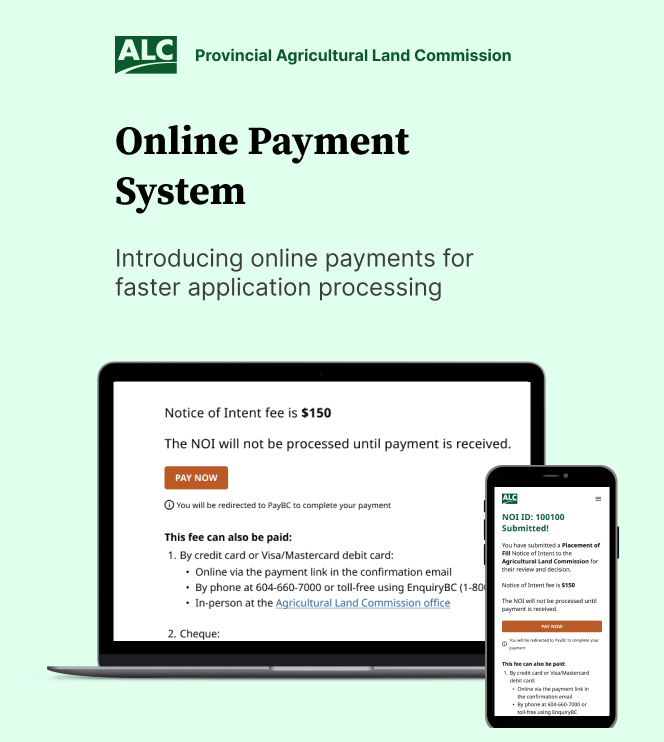 ALC
Provincial Agricultural Land Commission
Online Payment
System
Introducing online payments for
faster application processing
Notice of Intent fee is $150
The NOI will not be processed until payment is received.
PAY NOW
You will be redirected to PayBC to complete your payment
This fee can also be paid:
1. By credit card or Visa/Mastercard debit card:
• Online via the payment link in the confirmation email
• By phone at 604-660-7000 or toll-free using EnquiryBC (1-800
• In-person at the Agricultural Land Commission office
2. Cheque:
ALC
NOI ID: 100100
Submitted!
You have submitted a Placement of
Fill Notice of Intent to the
Agricultural Land Commission for
their review and decision.
Notice of Intent fee is $150
The NOI will not be processed until
payment is received.
PAY NOW
You will be redirected to PayBC to complete your
payment
This fee can also be paid:
1. By credit card or Visa/Mastercard
debit card:
• Online via the payment link in
the confirmation email
• By phone at 604-660-7000 or
toll-free using EnquiryBC